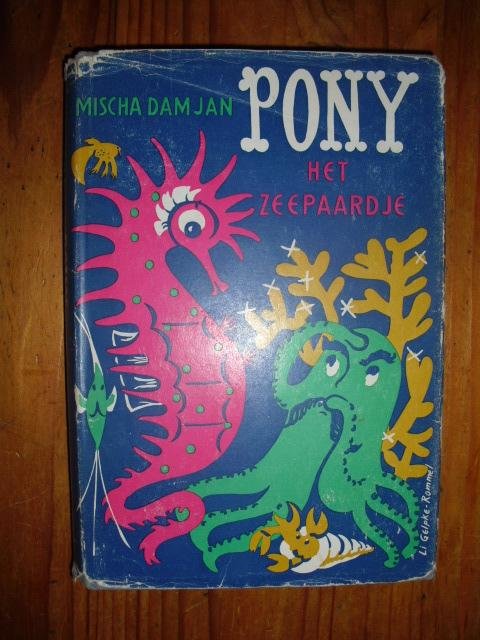 MISCHA DAMJAN
PONY
HET
ZEEPAARDJE
Li Gelpke-Rommel